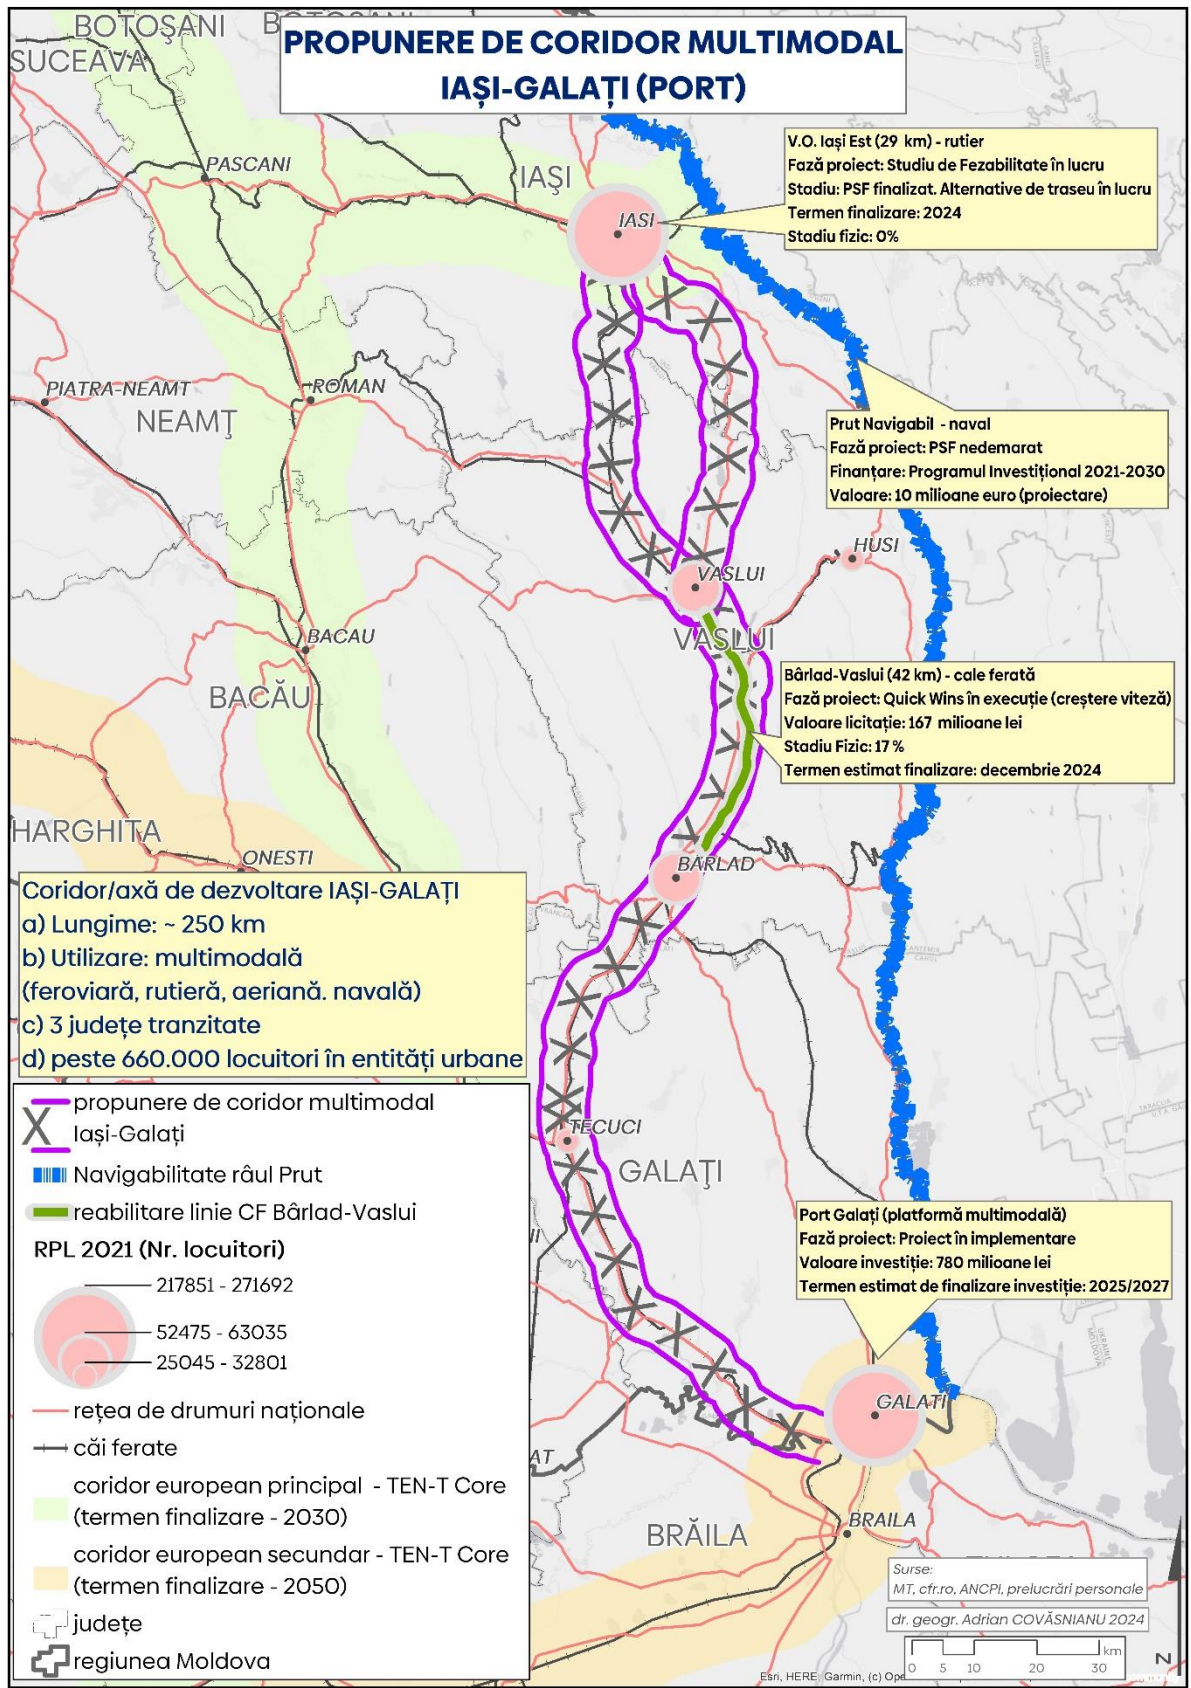 BOTOŞANI
SUCEAVA
PROPUNERE DE CORIDOR MULTIMODAL
IAȘI-GALAȚI (PORT)
V.O. Iași Est (29 km) - rutier
Fază proiect: Studiu de Fezabilitate în lucru
Stadiu: PSF finalizat. Alternative de traseu în lucru
Termen finalizare: 2024
Stadiu fizic: 0%
PASCANI
IAŞI
IASI
PIATRA-NEAMT
ROMAN
NEAMŢ
Prut Navigabil - naval
Fază proiect: PSF nedemarat
Finanțare: Programul Investițional 2021-2030
Valoare: 10 milioane euro (proiectare)
HUSI
VASLUI
VASLUI
BACAU
BACĂU
Bârlad-Vaslui (42 km) - cale ferată
Fază proiect: Quick Wins în execuție (creștere viteză)
Valoare licitație: 167 milioane lei
Stadiu Fizic: 17 %
Termen estimat finalizare: decembrie 2024
HARGHITA
ONESTI
BÂRLAD
Coridor/axă de dezvoltare IAȘI-GALAȚI
a) Lungime: ~ 250 km
b) Utilizare: multimodală
(feroviară, rutieră, aeriană. navală)
c) 3 județe tranzitate
d) peste 660.000 locuitori în entități urbane
TECUCI
GALAŢI
Port Galați (platformă multimodală)
Fază proiect: Proiect în implementare
Valoare investiție: 780 milioane lei
Termen estimat de finalizare investiție: 2025/2027
GALATI
BRAILA
BRĂILA
propunere de coridor multimodal
Iași-Galați
Navigabilitate râul Prut
reabilitare linie CF Bârlad-Vaslui
RPL 2021 (Nr. locuitori)
217851 - 271692
52475 - 63035
25045 - 32801
rețea de drumuri naționale
căi ferate
coridor european principal - TEN-T Core
(termen finalizare - 2030)
coridor european secundar - TEN-T Core
(termen finalizare - 2050)
județe
regiunea Moldova
Surse:
MT, cfr.ro, ANCPI, prelucrări personale
dr. geogr. Adrian COVĂSNIANU 2024
km
0 5 10 20 30
N
Esri, HERE, Garmin, (c)